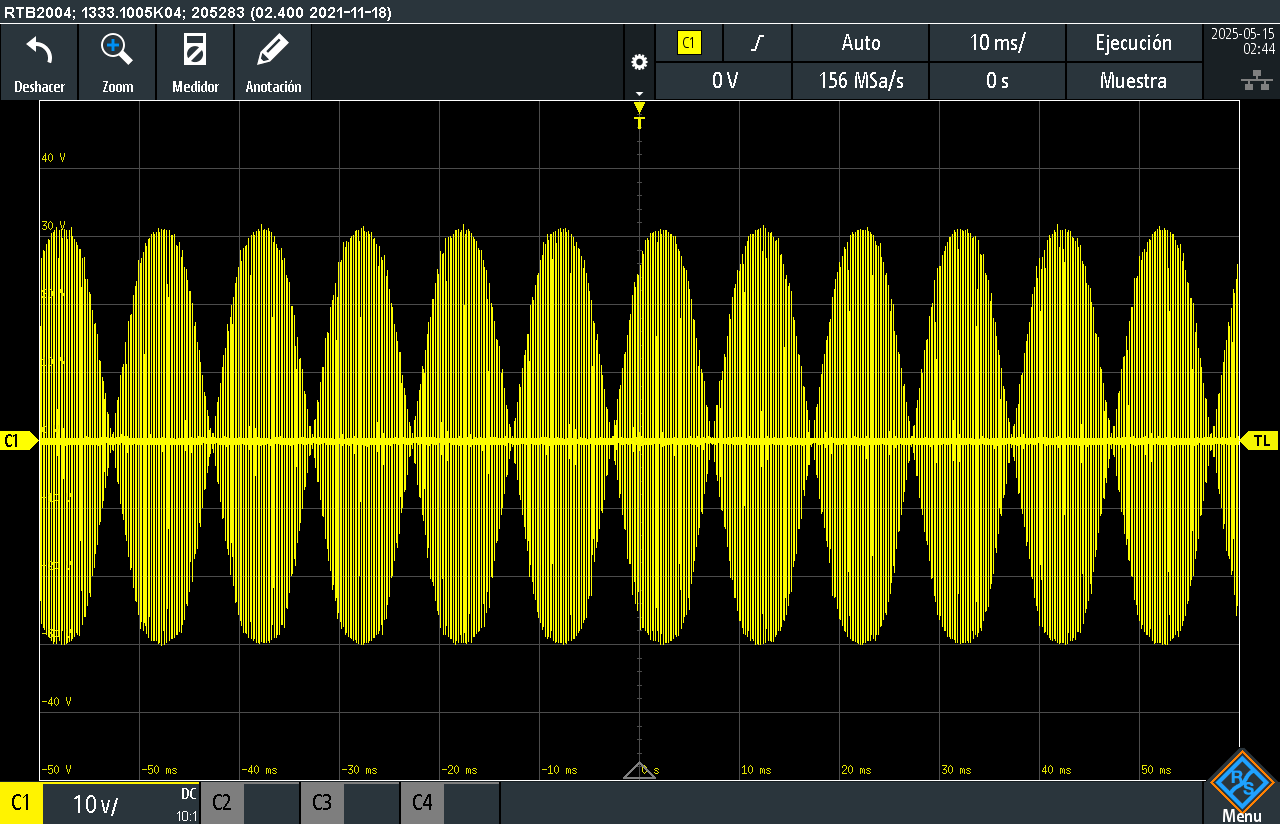 RTB2004; 1333.1005K04; 205283 (02.400 2021-11-18)
Deshacer
Zoom
Medidor
Anotación
C1
Auto
10 ms/
Ejecución
0 V
156 MSa/s
0 s
Muestra
2025-05-15
02:44
T
40 V
30 V
C1
TL
-40 V
-50 V
-50 ms
-40 ms
-30 ms
-20 ms
-10 ms
0 s
10 ms
20 ms
30 ms
40 ms
50 ms
C1
10 V/
DC
10:1
C2
C3
C4
R S
Menu